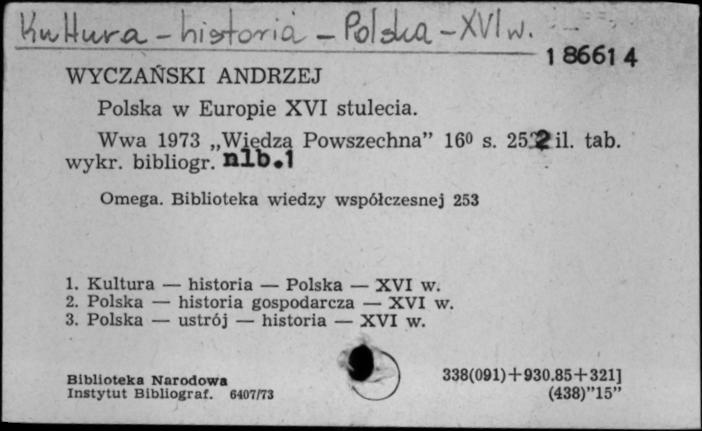 Kultura - historia - Polska - XVI w.
186614
WYCZAŃSKI ANDRZEJ
Polska w Europie XVI stulecia.
Wwa 1973 „Wiedza Powszechna” 16⁰ s. 252 il. tab.
wykr. bibliogr. nlb.1
Omega. Biblioteka wiedzy współczesnej 253
1. Kultura — historia — Polska — XVI w.
2. Polska — historia gospodarcza — XVI w.
3. Polska — ustrój — historia — XVI w.
Biblioteka Narodowa
Instytut Bibliograf. 6407/73
338(091)+930.85+321]
(438)”15”